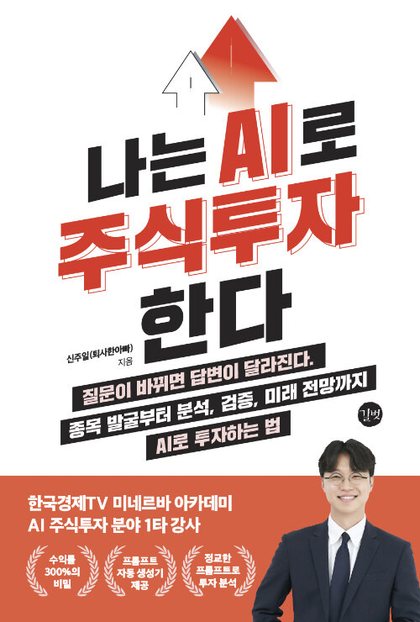 나는 AI로
주식투자
한다
신주일(퇴사한아빠)
지음
질문이 바뀌면 답변이 달라진다.
종목 발굴부터 분석, 검증, 미래 전망까지
AI로 투자하는 법
길벗
한국경제TV 미네르바 아카데미
AI 주식투자 분야 1타 강사
수익률
300%의
비밀
프롬프트
자동 생성기
제공
정교한
프롬프트로
투자 분석